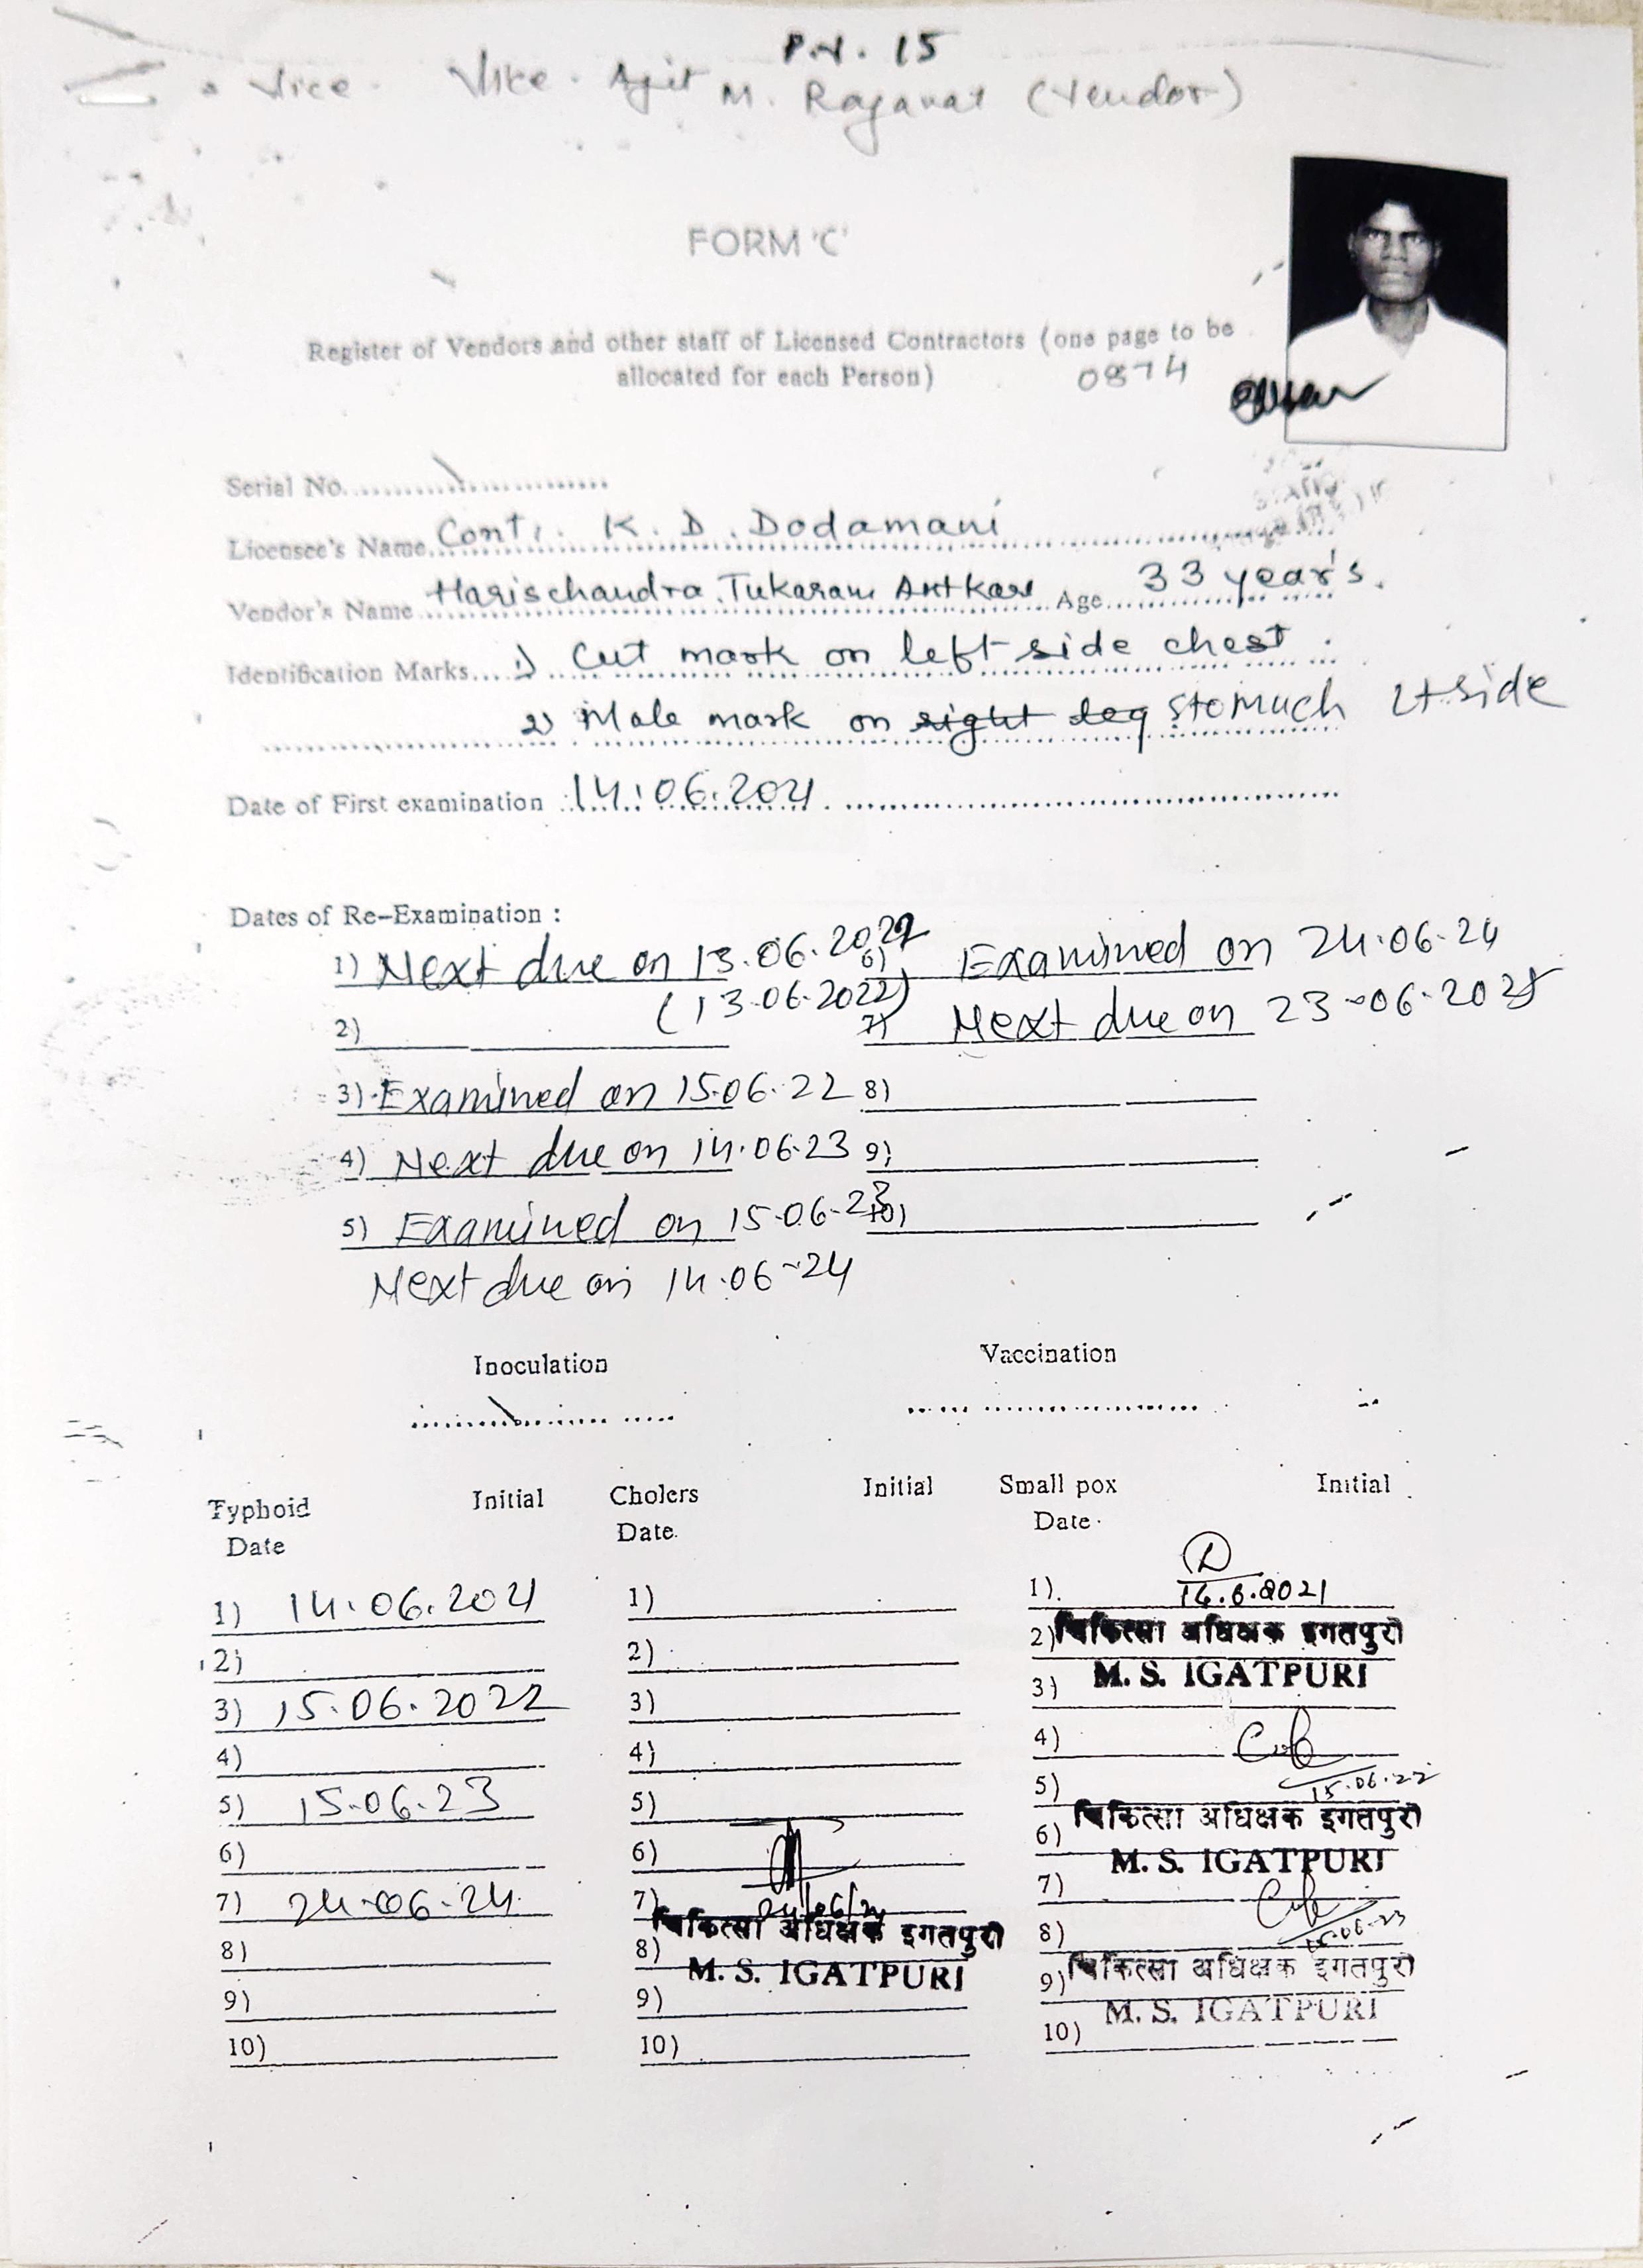 P.N. 15
Vice - Vice - Ajit M. Rajawat (Vendor)
FORM 'C'
Register of Vendors and other staff of Licensed Contractors (one page to be
allocated for each Person)
0874
Serial No.
Licensee's Name Cont. K. D. Dodamani
Vendor's Name Harischandra Tukaram Age 33 year's.
Identification Marks 1) Cut mark on left side chest.
2) Mole mark on right leg stomuch Lt side
Date of First examination 14.06.2021
Dates of Re-Examination :
1) Next due on 13.06.2022 6) Examined on 24.06.24
2) (13.06.2022) 7) Next due on 23-06-2025
3) Examined on 15.06.22 8)
4) Next due on 14.06.23 9)
5) Examined on 15.06-23 10)
Next due on 14.06-24
Inoculation Vaccination
Typhoid Initial Cholers Initial Small pox Initial
Date Date. Date
1) 14.06.2021 1) 1) 14.6.2021
2) 2) 2) चिकित्सा अधिक्षक इगतपुरी
3) 15.06.2022 3) 3) M. S. IGATPURI
4) 4) 4)
5) 15.06.23 5) 5) 15.06.22
6) 6) 6) चिकित्सा अधिक्षक इगतपुरी
M. S. IGATPURI
7) 24.06.24 7) 24/06/24 7)
8) चिकित्सा अधिक्षक इगतपुरी 8) 15.06.23
8) M. S. IGATPURI 9) चिकित्सा अधिक्षक इगतपुरी
9) 9) M. S. IGATPURI
10) 10) 10)